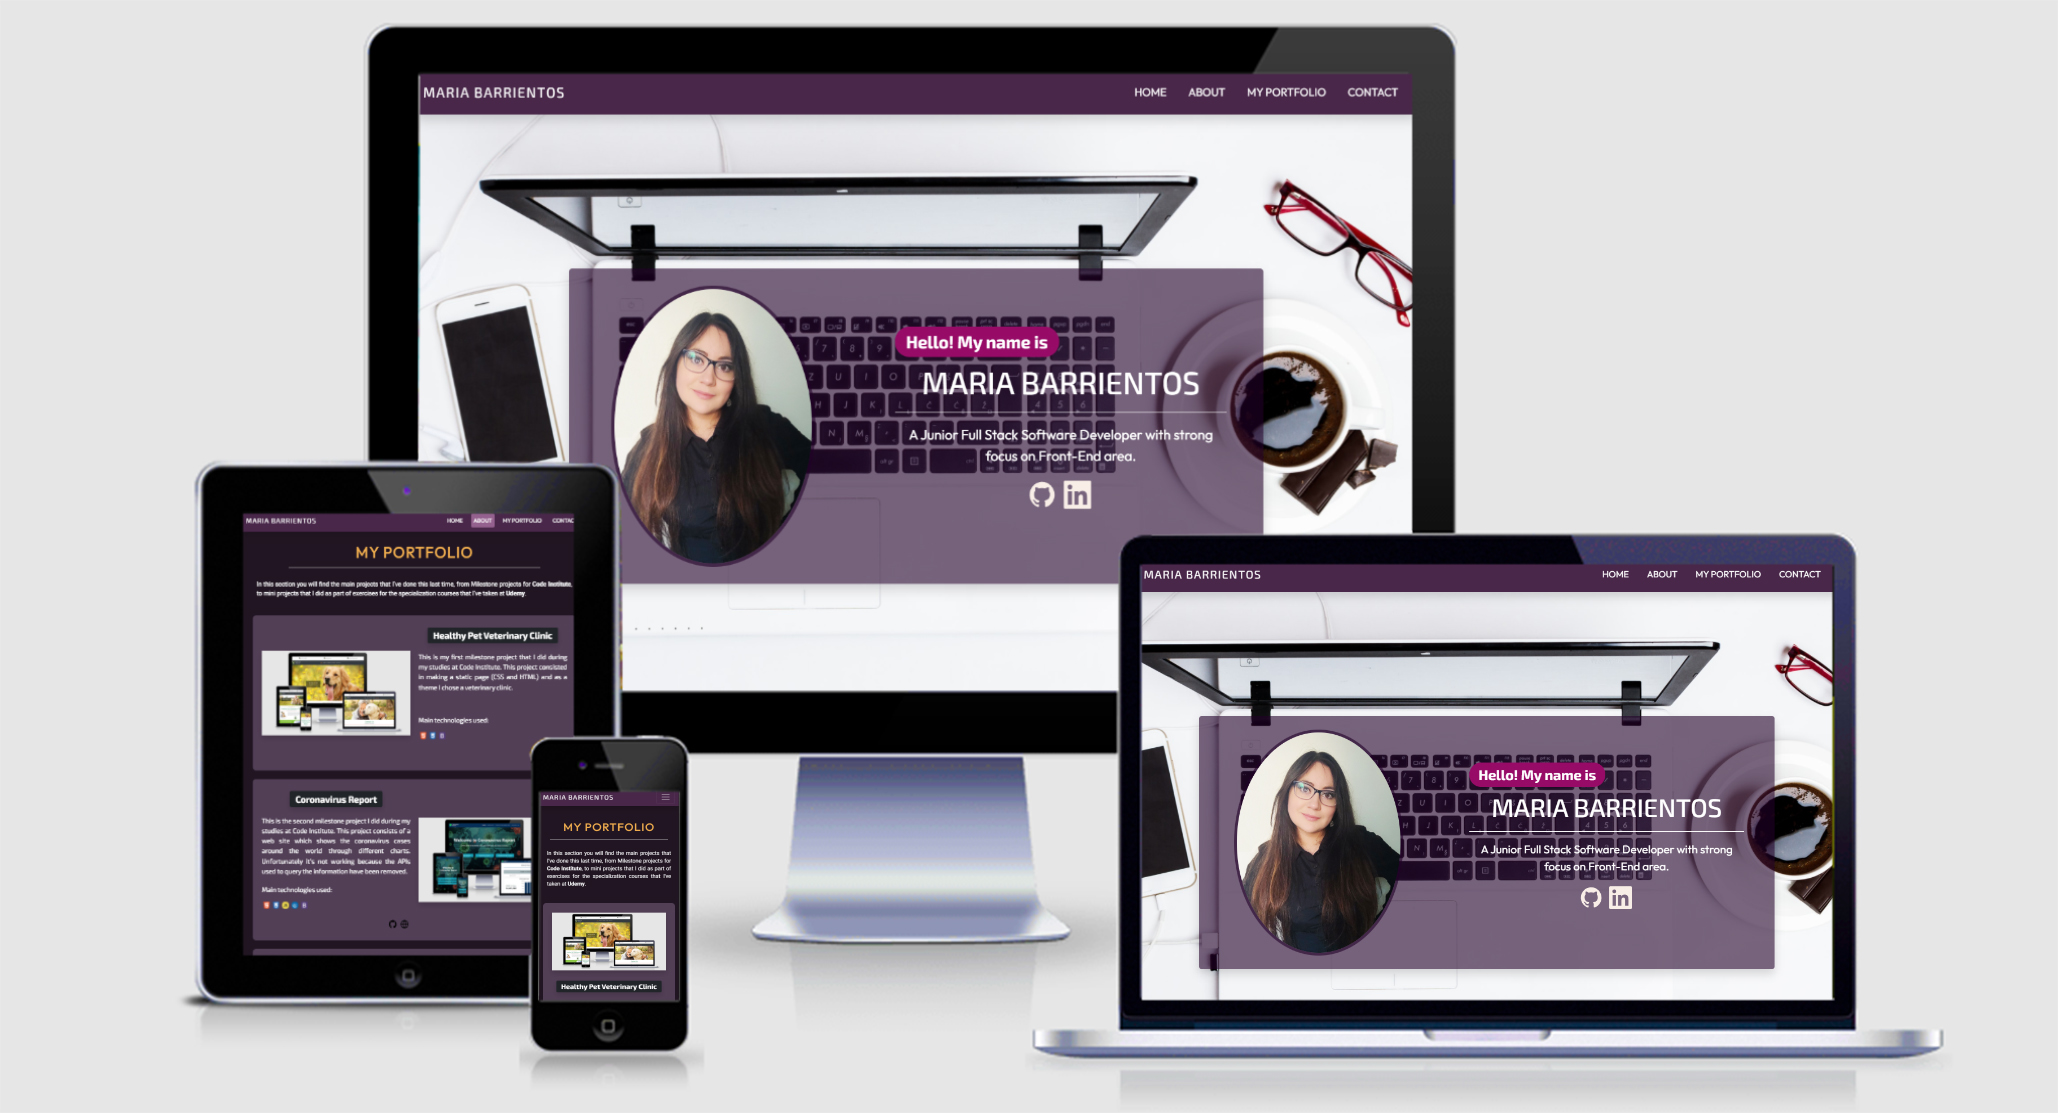 MARIA BARRIENTOS
HOME ABOUT MY PORTFOLIO CONTACT
Hello! My name is
MARIA BARRIENTOS
A Junior Full Stack Software Developer with strong
focus on Front-End area.
in
MARIA BARRIENTOS
HOME ABOUT MY PORTFOLIO CONTAC
MY PORTFOLIO
In this section you will find the main projects that I've done this last time, from Milestone projects for Code Institute,
to mini projects that I did as part of exercises for the specialization courses that I've taken at Udemy.
Healthy Pet Veterinary Clinic
This is my first milestone project that I did during
my studies at Code Institute. This project consisted
in making a static page (CSS and HTML) and as a
theme I chose a veterinary clinic.
Main technologies used:
Coronavirus Report
This is the second milestone project I did during my
studies at Code Institute. This project consists of a
web site which shows the coronavirus cases
around the world through different charts.
Unfortunately it's not working because the APIs
used to query the information have been removed.
Main technologies used:
MARIA BARRIENTOS
MY PORTFOLIO
In this section you will find the main projects that
I've done this last time, from Milestone projects for
Code Institute, to mini projects that I did as part of
exercises for the specialization courses that I've
taken at Udemy.
Healthy Pet Veterinary Clinic
MARIA BARRIENTOS
HOME ABOUT MY PORTFOLIO CONTACT
Hello! My name is
MARIA BARRIENTOS
A Junior Full Stack Software Developer with strong
focus on Front-End area.
in